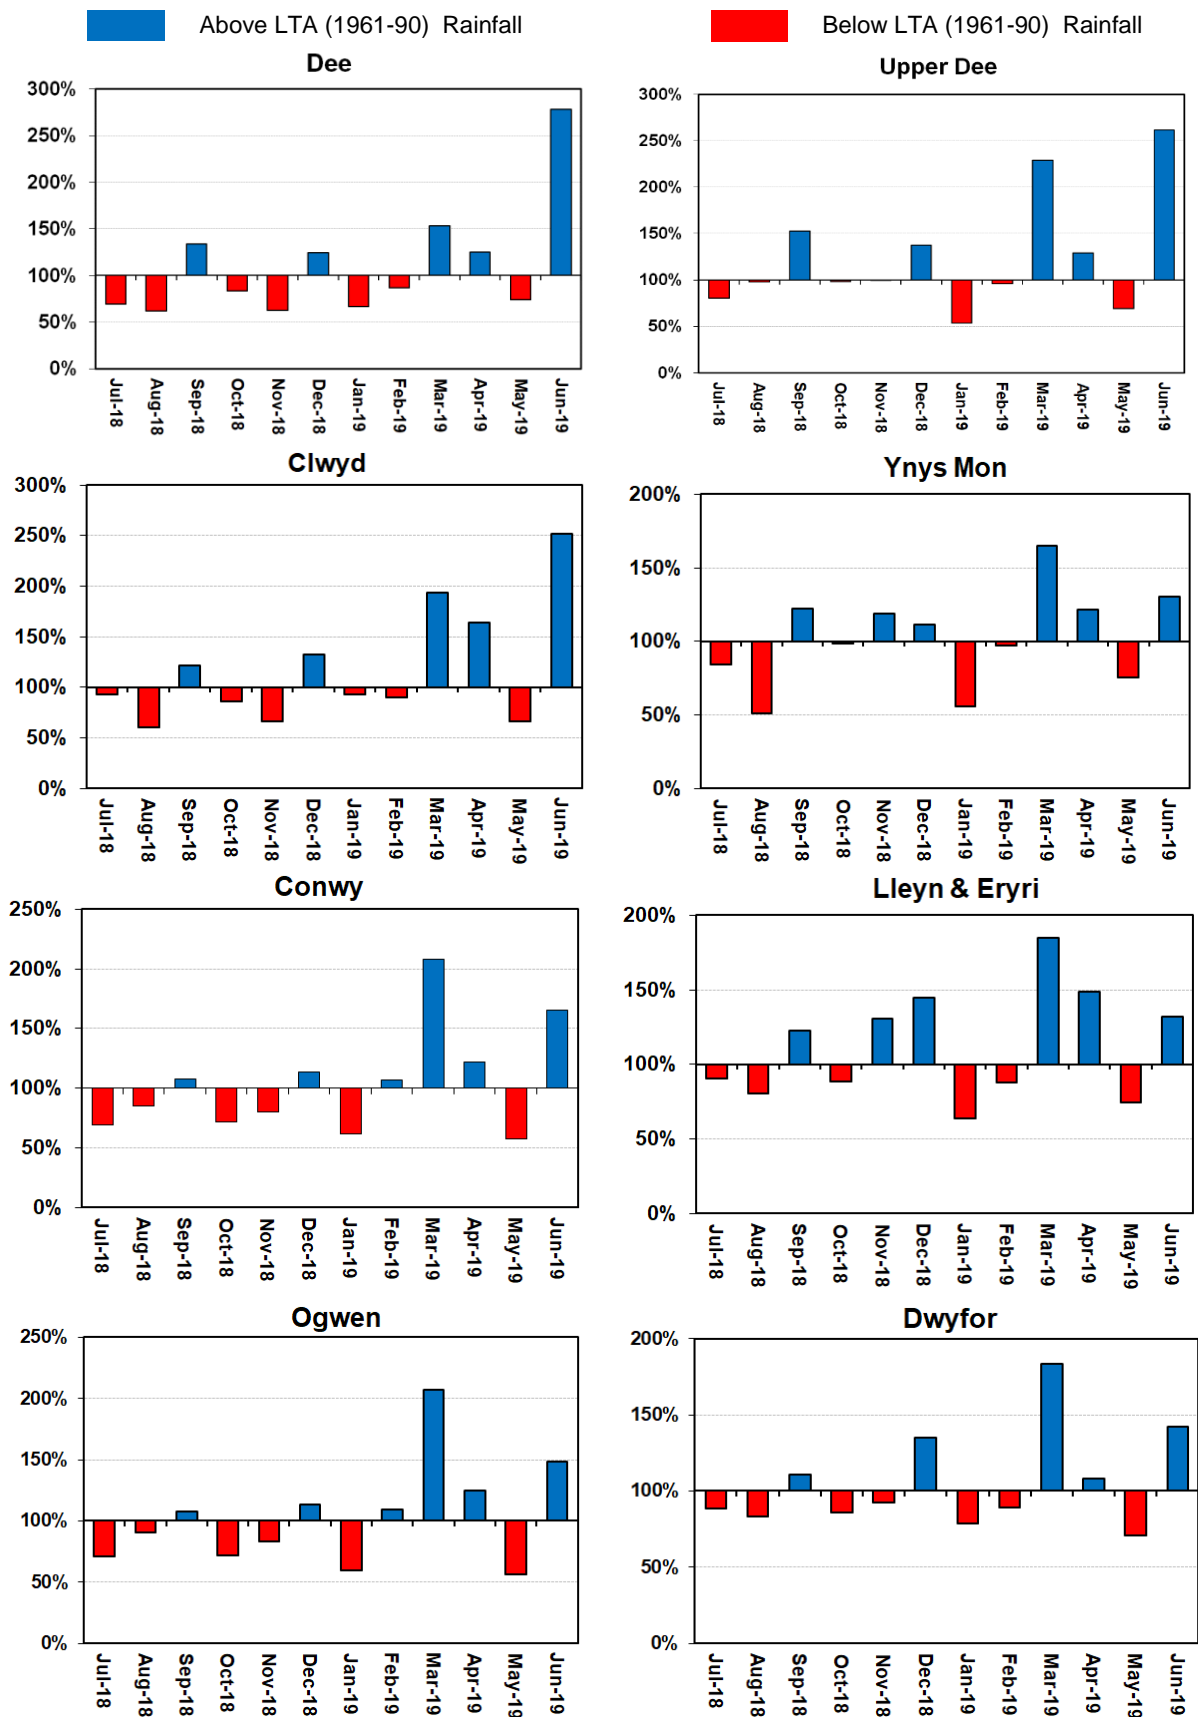 Above LTA (1961-90) Rainfall
Below LTA (1961-90) Rainfall
Dee
300%
250%
200%
150%
100%
50%
0%
Jul-18
Aug-18
Sep-18
Oct-18
Nov-18
Dec-18
Jan-19
Feb-19
Mar-19
Apr-19
May-19
Jun-19
Upper Dee
300%
250%
200%
150%
100%
50%
0%
Jul-18
Aug-18
Sep-18
Oct-18
Nov-18
Dec-18
Jan-19
Feb-19
Mar-19
Apr-19
May-19
Jun-19
Clwyd
300%
250%
200%
150%
100%
50%
0%
Jul-18
Aug-18
Sep-18
Oct-18
Nov-18
Dec-18
Jan-19
Feb-19
Mar-19
Apr-19
May-19
Jun-19
Ynys Mon
200%
150%
100%
50%
0%
Jul-18
Aug-18
Sep-18
Oct-18
Nov-18
Dec-18
Jan-19
Feb-19
Mar-19
Apr-19
May-19
Jun-19
Conwy
250%
200%
150%
100%
50%
0%
Jul-18
Aug-18
Sep-18
Oct-18
Nov-18
Dec-18
Jan-19
Feb-19
Mar-19
Apr-19
May-19
Jun-19
Lleyn & Eryri
200%
150%
100%
50%
0%
Jul-18
Aug-18
Sep-18
Oct-18
Nov-18
Dec-18
Jan-19
Feb-19
Mar-19
Apr-19
May-19
Jun-19
Ogwen
250%
200%
150%
100%
50%
0%
Jul-18
Aug-18
Sep-18
Oct-18
Nov-18
Dec-18
Jan-19
Feb-19
Mar-19
Apr-19
May-19
Jun-19
Dwyfor
200%
150%
100%
50%
0%
Jul-18
Aug-18
Sep-18
Oct-18
Nov-18
Dec-18
Jan-19
Feb-19
Mar-19
Apr-19
May-19
Jun-19